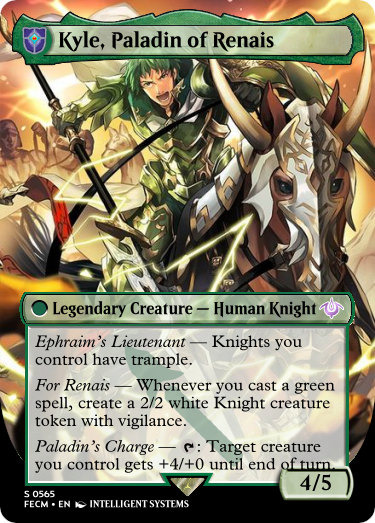 Kyle, Paladin of Renais
Legendary Creature — Human Knight
Ephraim's Lieutenant — Knights you
control have trample.
For Renais — Whenever you cast a green
spell, create a 2/2 white Knight creature
token with vigilance.
Paladin's Charge — : Target creature
you control gets +4/+0 until end of turn.
4/5
S 0565
FECM • EN INTELLIGENT SYSTEMS